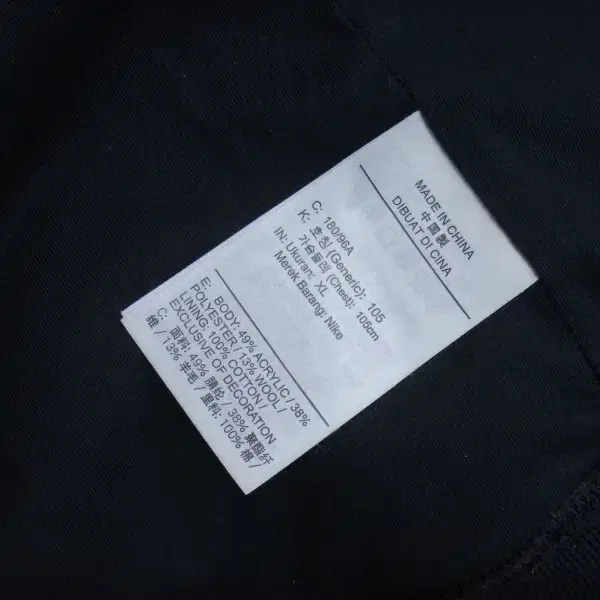 MADE IN CHINA
中國製
DIBUAT DI CINA
C: 180/96A
K: 호칭 (Generic): 105
가슴둘레 (Chest): 105cm
IN: Ukuran: XL
Merek Barang: Nike
E: BODY: 49% ACRYLIC / 38%
POLYESTER / 13% WOOL /
LINING: 100% COTTON /
EXCLUSIVE OF DECORATION
C: 面料: 49% 腈纶 / 38% 聚酯纤
维 / 13% 羊毛 / 里料: 100% 棉 /